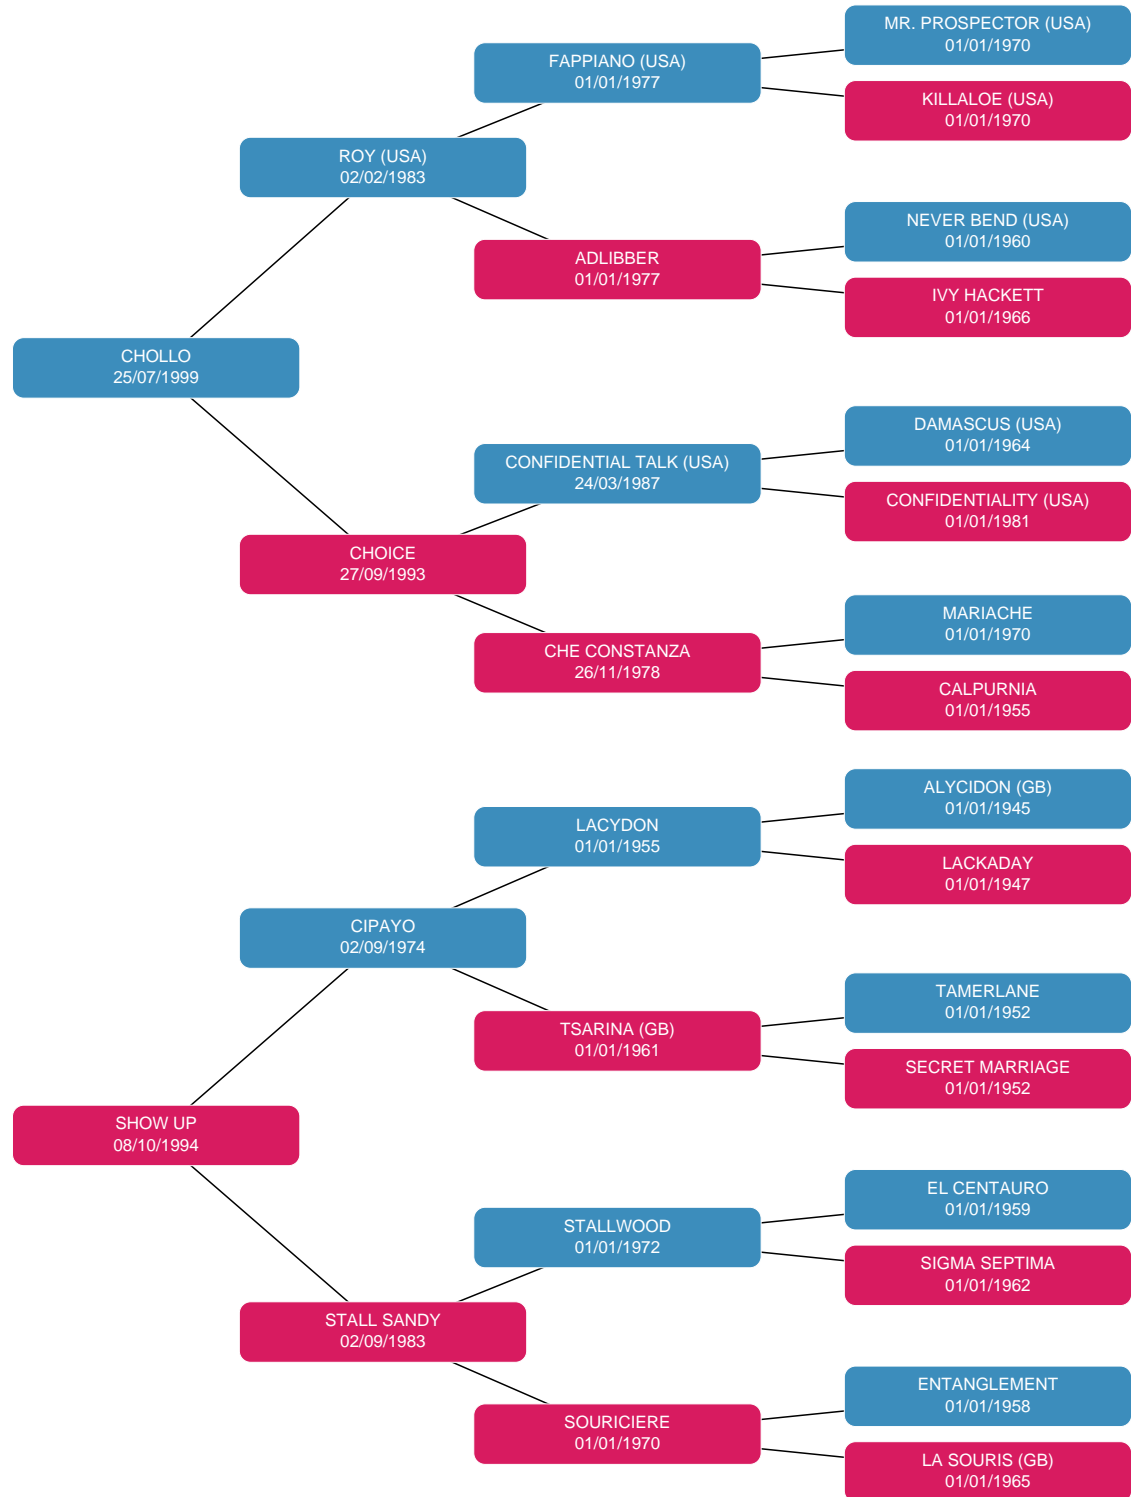 MR. PROSPECTOR (USA)
01/01/1970
FAPPIANO (USA)
01/01/1977
KILLALOE (USA)
01/01/1970
ROY (USA)
02/02/1983
NEVER BEND (USA)
01/01/1960
ADLIBBER
01/01/1977
IVY HACKETT
01/01/1966
CHOLLO
25/07/1999
DAMASCUS (USA)
01/01/1964
CONFIDENTIAL TALK (USA)
24/03/1987
CONFIDENTIALITY (USA)
01/01/1981
CHOICE
27/09/1993
MARIACHE
01/01/1970
CHE CONSTANZA
26/11/1978
CALPURNIA
01/01/1955
ALYCIDON (GB)
01/01/1945
LACYDON
01/01/1955
LACKADAY
01/01/1947
CIPAYO
02/09/1974
TAMERLANE
01/01/1952
TSARINA (GB)
01/01/1961
SECRET MARRIAGE
01/01/1952
SHOW UP
08/10/1994
EL CENTAURO
01/01/1959
STALLWOOD
01/01/1972
SIGMA SEPTIMA
01/01/1962
STALL SANDY
02/09/1983
ENTANGLEMENT
01/01/1958
SOURICIERE
01/01/1970
LA SOURIS (GB)
01/01/1965